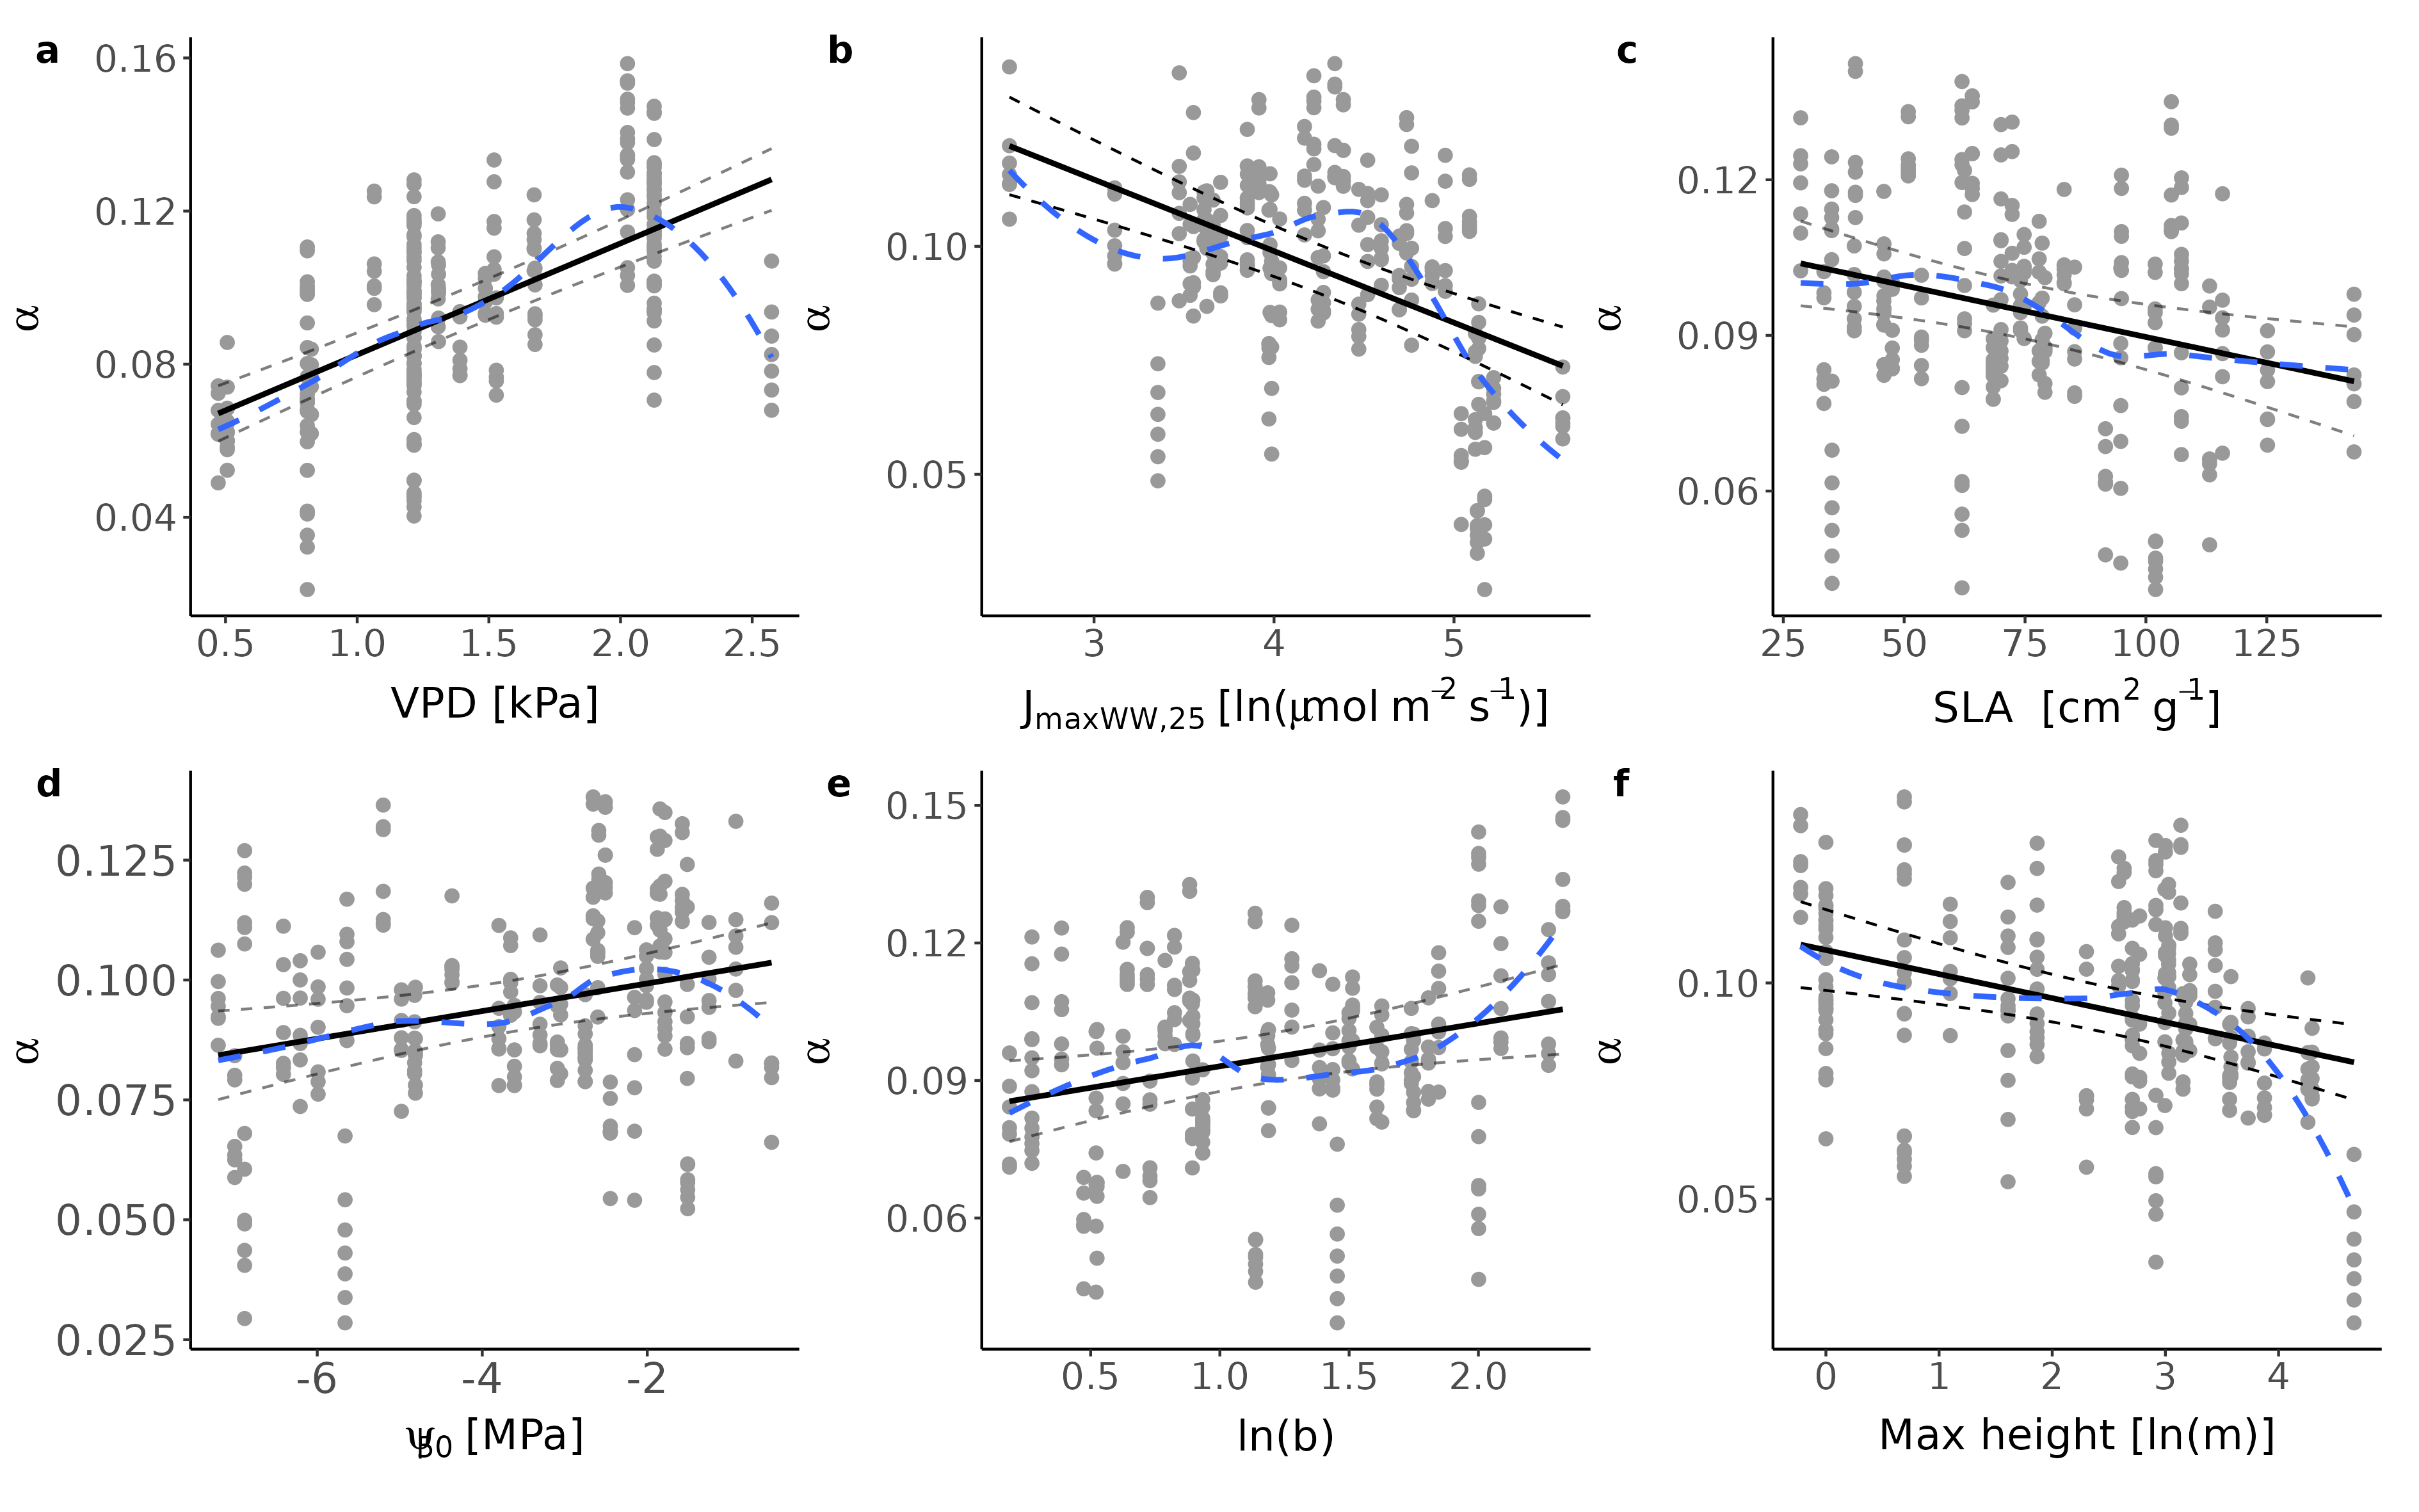 a
0.16
0.12
0.08
0.04
α
0.5 1.0 1.5 2.0 2.5
VPD [kPa]
b
0.10
0.05
α
3 4 5
JmaxWW,25 [ln(μmol m−2 s−1)]
c
0.12
0.09
0.06
α
25 50 75 100 125
SLA [cm2 g−1]
d
0.125
0.100
0.075
0.050
0.025
α
-6 -4 -2
ψ50 [MPa]
e
0.15
0.12
0.09
0.06
α
0.5 1.0 1.5 2.0
ln(b)
f
0.10
0.05
α
0 1 2 3 4
Max height [ln(m)]